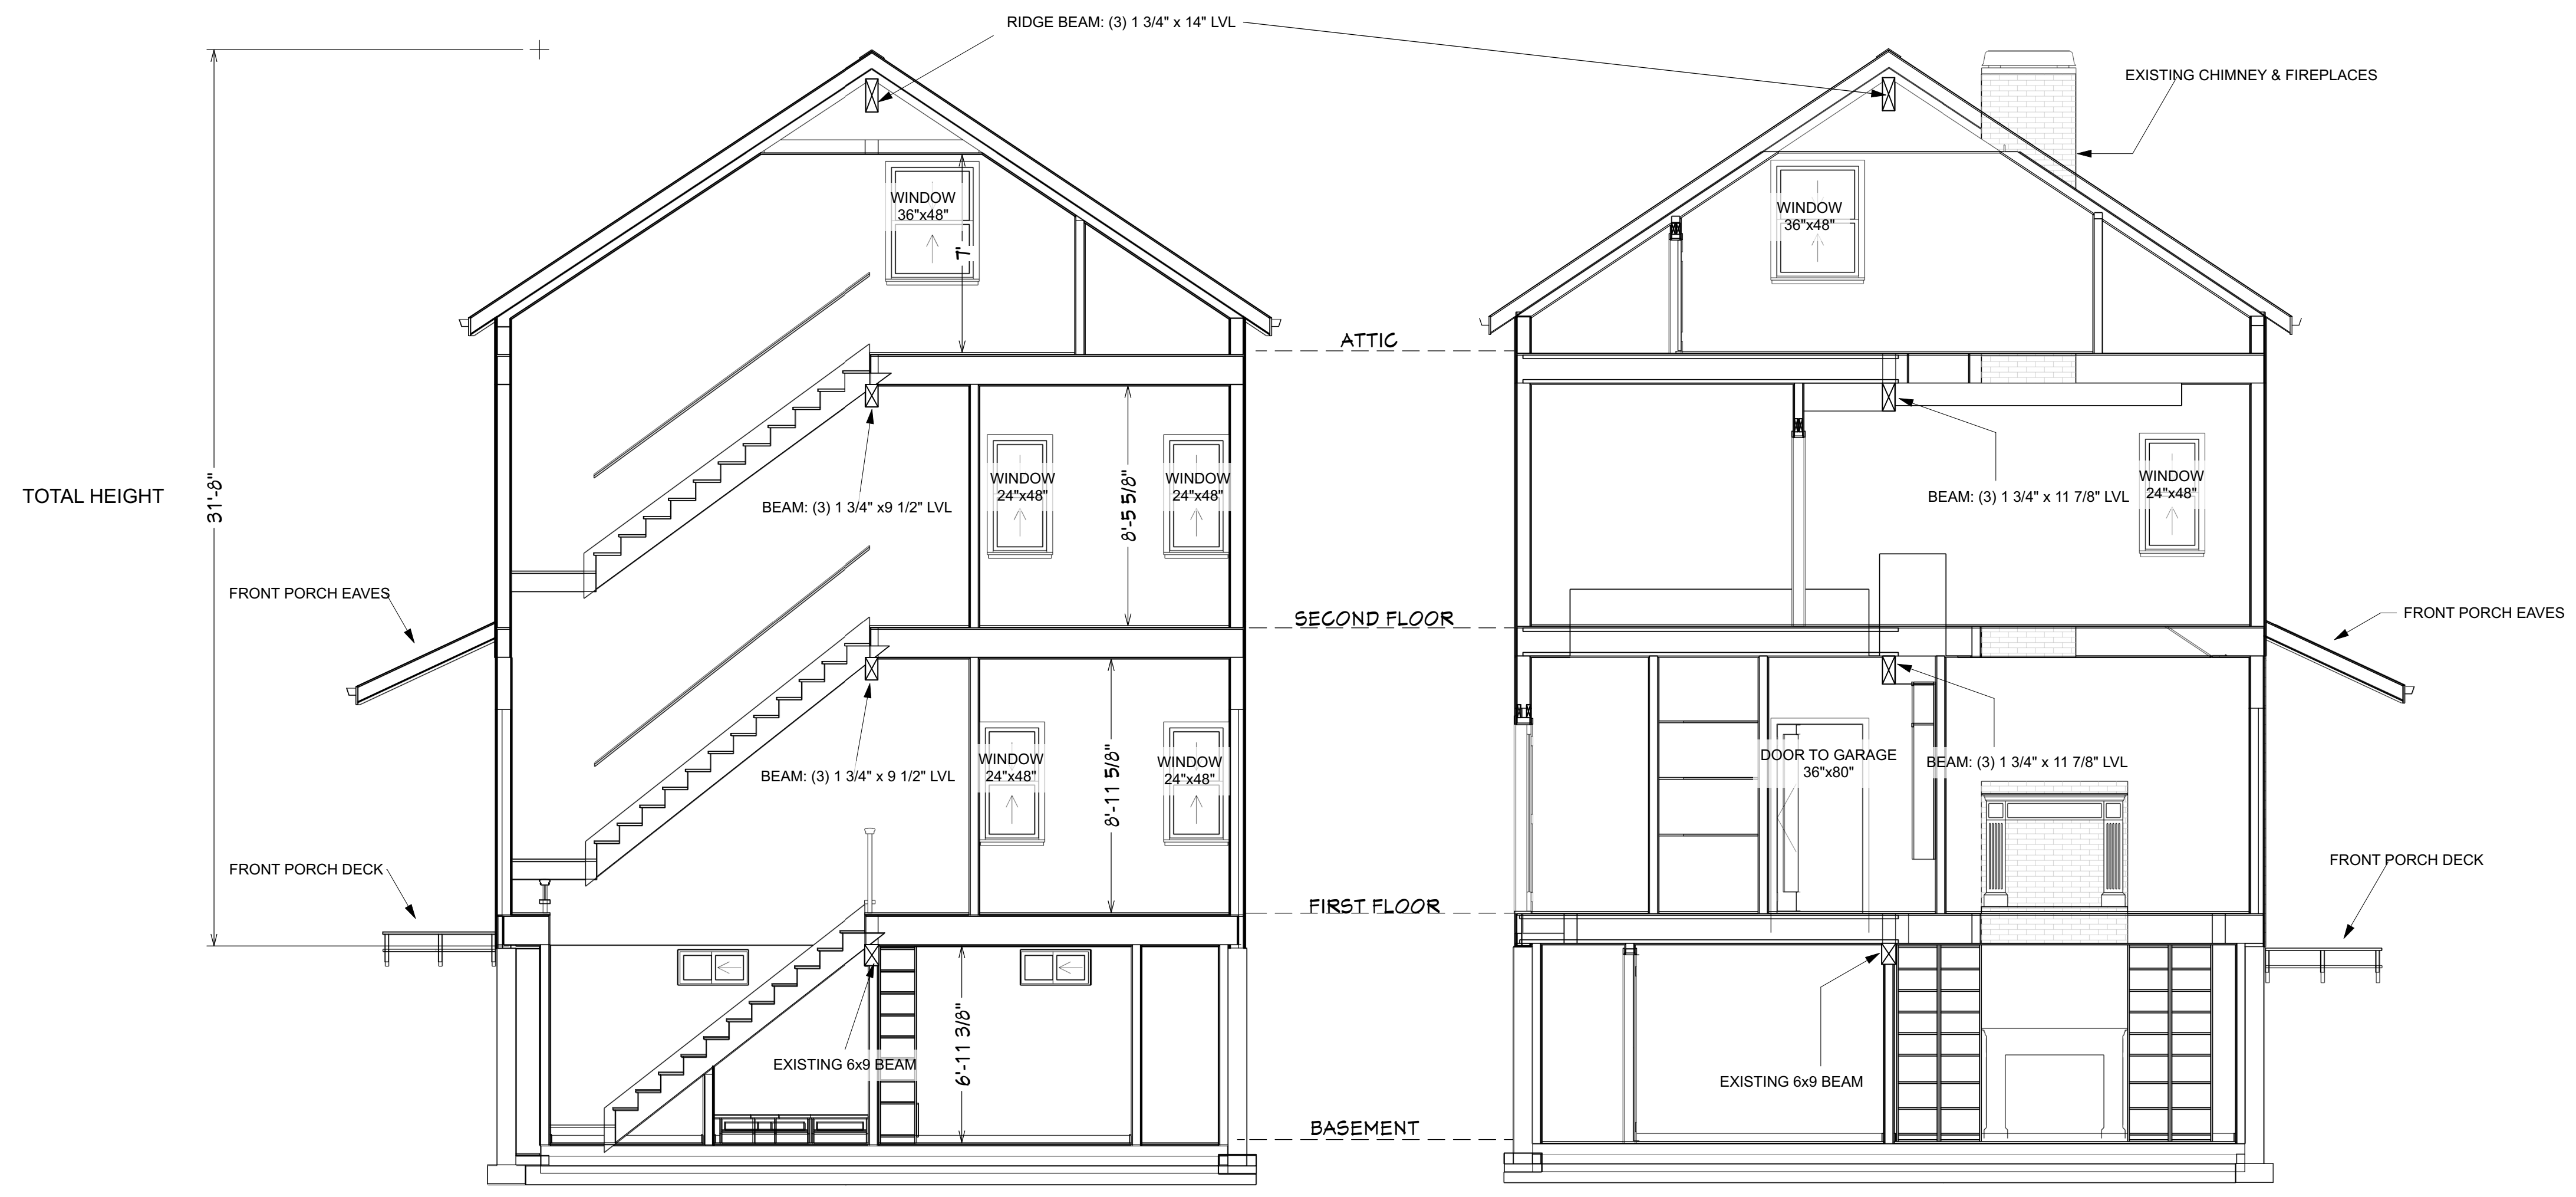 RIDGE BEAM: (3) 1 3/4" x 14" LVL
EXISTING CHIMNEY & FIREPLACES
WINDOW
36"x48"
7'
WINDOW
36"x48"
ATTIC
TOTAL HEIGHT
31'-8"
BEAM: (3) 1 3/4" x9 1/2" LVL
WINDOW
24"x48"
8'-5 5/8"
WINDOW
24"x48"
BEAM: (3) 1 3/4" x 11 7/8" LVL
WINDOW
24"x48"
FRONT PORCH EAVES
SECOND FLOOR
FRONT PORCH EAVES
BEAM: (3) 1 3/4" x 9 1/2" LVL
WINDOW
24"x48"
8'-11 5/8"
WINDOW
24"x48"
DOOR TO GARAGE
36"x80"
BEAM: (3) 1 3/4" x 11 7/8" LVL
FRONT PORCH DECK
FIRST FLOOR
FRONT PORCH DECK
EXISTING 6x9 BEAM
6'-11 3/8"
EXISTING 6x9 BEAM
BASEMENT